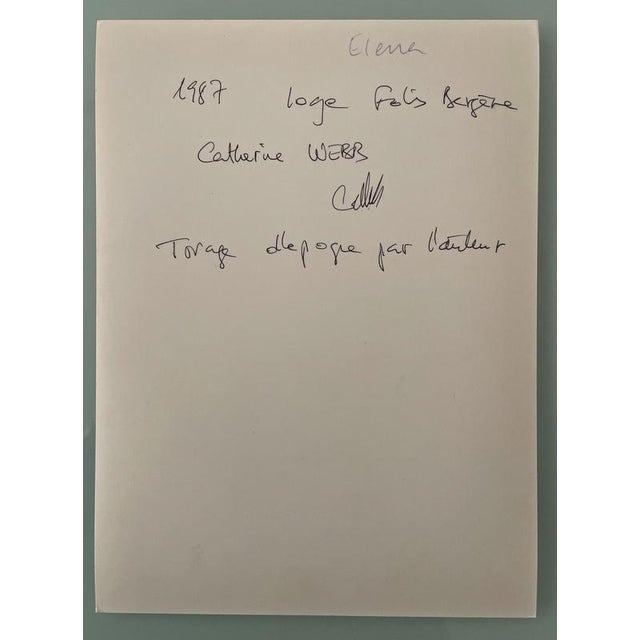 Elena
1987 loge Folis Bergère
Catherine WEBB
Tirage d'epoque par l'auteur